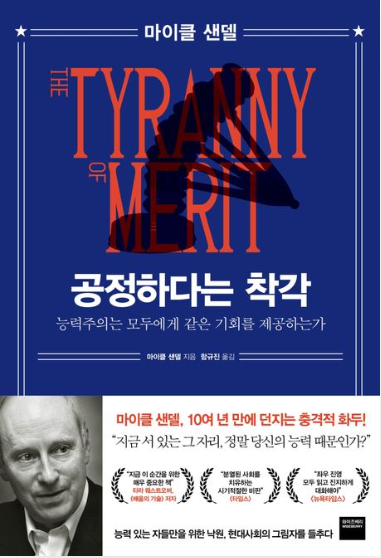 마이클 샌델
THE
TYRANNY
OF
MERIT
공정하다는 착각
능력주의는 모두에게 같은 기회를 제공하는가
마이클 샌델 지음 함규진 옮김
마이클 샌델, 10여 년 만에 던지는 충격적 화두!
“지금 서 있는 그 자리, 정말 당신의 능력 때문인가?”
“지금 이 순간을 위한
매우 중요한 책”
타라 웨스트오버,
《배움의 발견》 저자
“분열된 사회를
치유하는
시기적절한 비판”
《타임스》
“좌우 진영
모두 읽고 진지하게
대화해야”
《뉴욕타임스》
능력 있는 자들만을 위한 낙원, 현대사회의 그림자를 들추다
와이즈베리
WISEBERRY